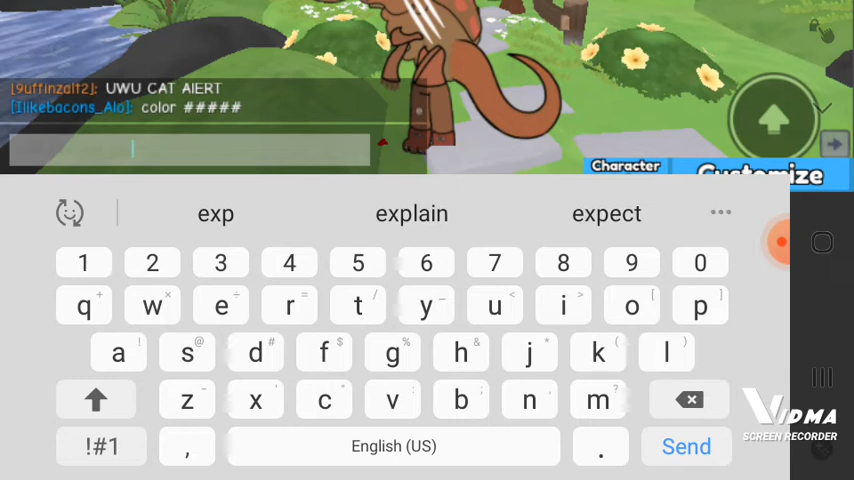 [9uffinzalt2]: UWU CAT AlERT
[Ilikebacons_Alo]: color #####
Character
Customize
exp explain expect •••
1 2 3 4 5 6 7 8 9 0
q + w × e ÷ r = t / y _ u < i > o [ p ]
a ! s @ d # f $ g % h ^ j * k ( l )
z - x ' c " v : b ; n , m ?
!#1 , English (US) . Send
VIDMA
SCREEN RECORDER